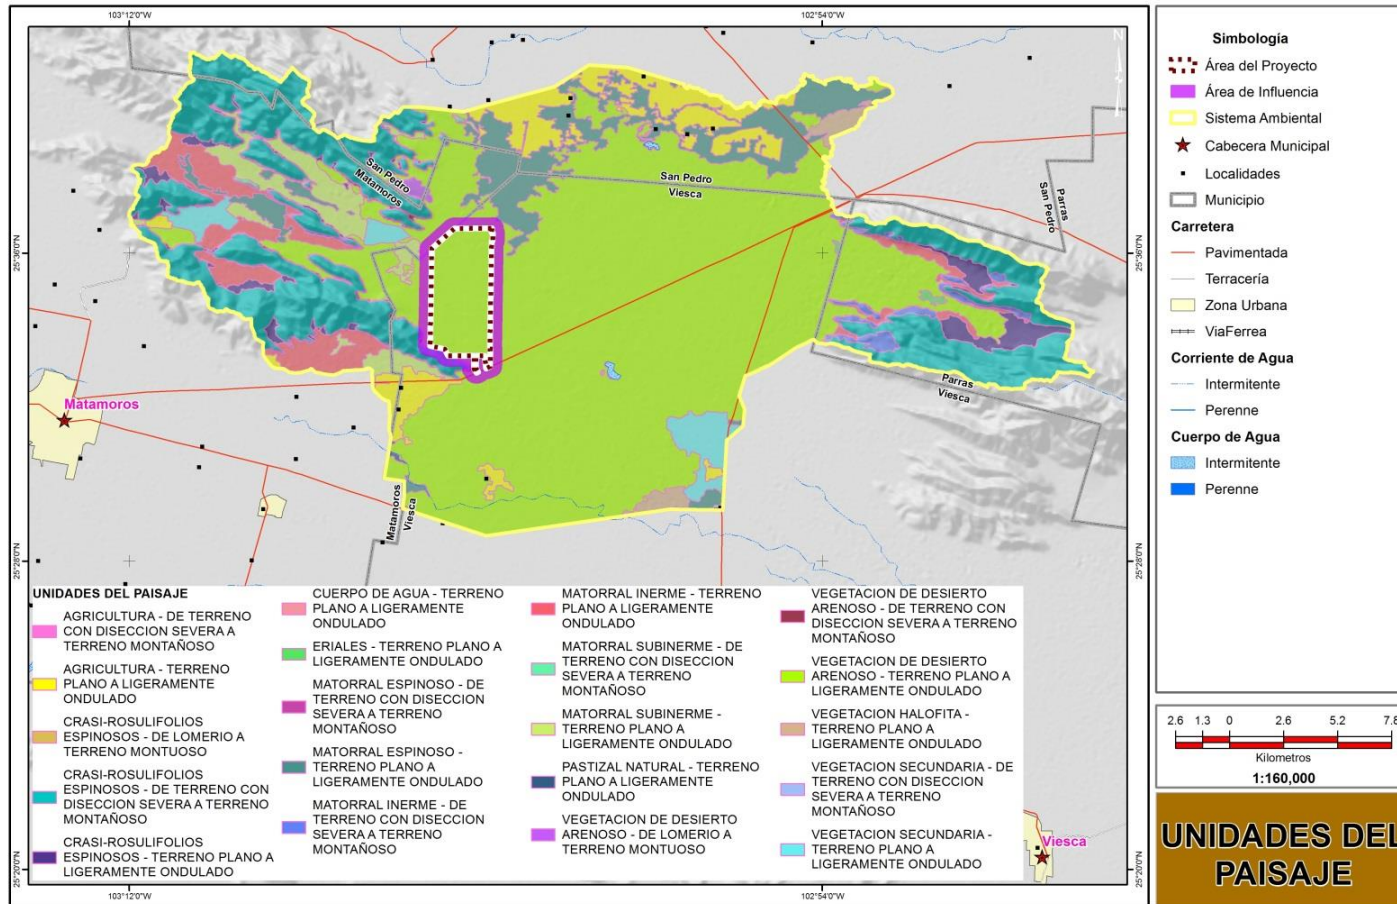 103°12'0"W
102°54'0"W
N
San Pedro
Matamoros
San Pedro
Viesca
Parras
San Pedro
25°36'0"N
25°36'0"N
Parras
Viesca
Matamoros
Matamoros
Viesca
25°28'0"N
25°28'0"N
UNIDADES DEL PAISAJE
AGRICULTURA - DE TERRENO
CON DISECCION SEVERA A
TERRENO MONTAÑOSO
AGRICULTURA - TERRENO
PLANO A LIGERAMENTE
ONDULADO
CRASI-ROSULIFOLIOS
ESPINOSOS - DE LOMERIO A
TERRENO MONTUOSO
CRASI-ROSULIFOLIOS
ESPINOSOS - DE TERRENO CON
DISECCION SEVERA A TERRENO
MONTAÑOSO
CRASI-ROSULIFOLIOS
ESPINOSOS - TERRENO PLANO A
LIGERAMENTE ONDULADO
CUERPO DE AGUA - TERRENO
PLANO A LIGERAMENTE
ONDULADO
ERIALES - TERRENO PLANO A
LIGERAMENTE ONDULADO
MATORRAL ESPINOSO - DE
TERRENO CON DISECCION
SEVERA A TERRENO
MONTAÑOSO
MATORRAL ESPINOSO -
TERRENO PLANO A
LIGERAMENTE ONDULADO
MATORRAL INERME - DE
TERRENO CON DISECCION
SEVERA A TERRENO
MONTAÑOSO
MATORRAL INERME - TERRENO
PLANO A LIGERAMENTE
ONDULADO
MATORRAL SUBINERME - DE
TERRENO CON DISECCION
SEVERA A TERRENO
MONTAÑOSO
MATORRAL SUBINERME -
TERRENO PLANO A
LIGERAMENTE ONDULADO
PASTIZAL NATURAL - TERRENO
PLANO A LIGERAMENTE
ONDULADO
VEGETACION DE DESIERTO
ARENOSO - DE LOMERIO A
TERRENO MONTUOSO
VEGETACION DE DESIERTO
ARENOSO - DE TERRENO CON
DISECCION SEVERA A TERRENO
MONTAÑOSO
VEGETACION DE DESIERTO
ARENOSO - TERRENO PLANO A
LIGERAMENTE ONDULADO
VEGETACION HALOFITA -
TERRENO PLANO A
LIGERAMENTE ONDULADO
VEGETACION SECUNDARIA - DE
TERRENO CON DISECCION
SEVERA A TERRENO
MONTAÑOSO
VEGETACION SECUNDARIA -
TERRENO PLANO A
LIGERAMENTE ONDULADO
Viesca
25°20'0"N
25°20'0"N
103°12'0"W
102°54'0"W
Simbología
Área del Proyecto
Área de Influencia
Sistema Ambiental
Cabecera Municipal
Localidades
Municipio
Carretera
Pavimentada
Terracería
Zona Urbana
ViaFerrea
Corriente de Agua
Intermitente
Perenne
Cuerpo de Agua
Intermitente
Perenne
2.6 1.3 0 2.6 5.2 7.8
Kilometros
1:160,000
UNIDADES DEL
PAISAJE